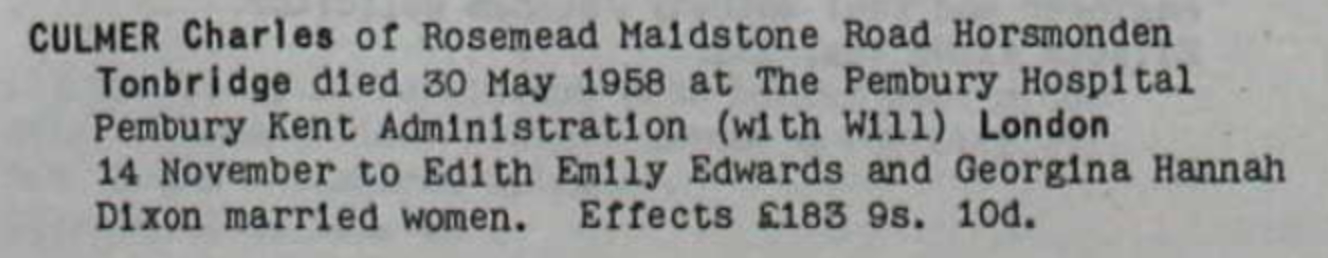 CULMER Charles of Rosemead Maidstone Road Horsmonden
Tonbridge died 30 May 1958 at The Pembury Hospital
Pembury Kent Administration (with Will) London
14 November to Edith Emily Edwards and Georgina Hannah
Dixon married women.  Effects £183 9s. 10d.